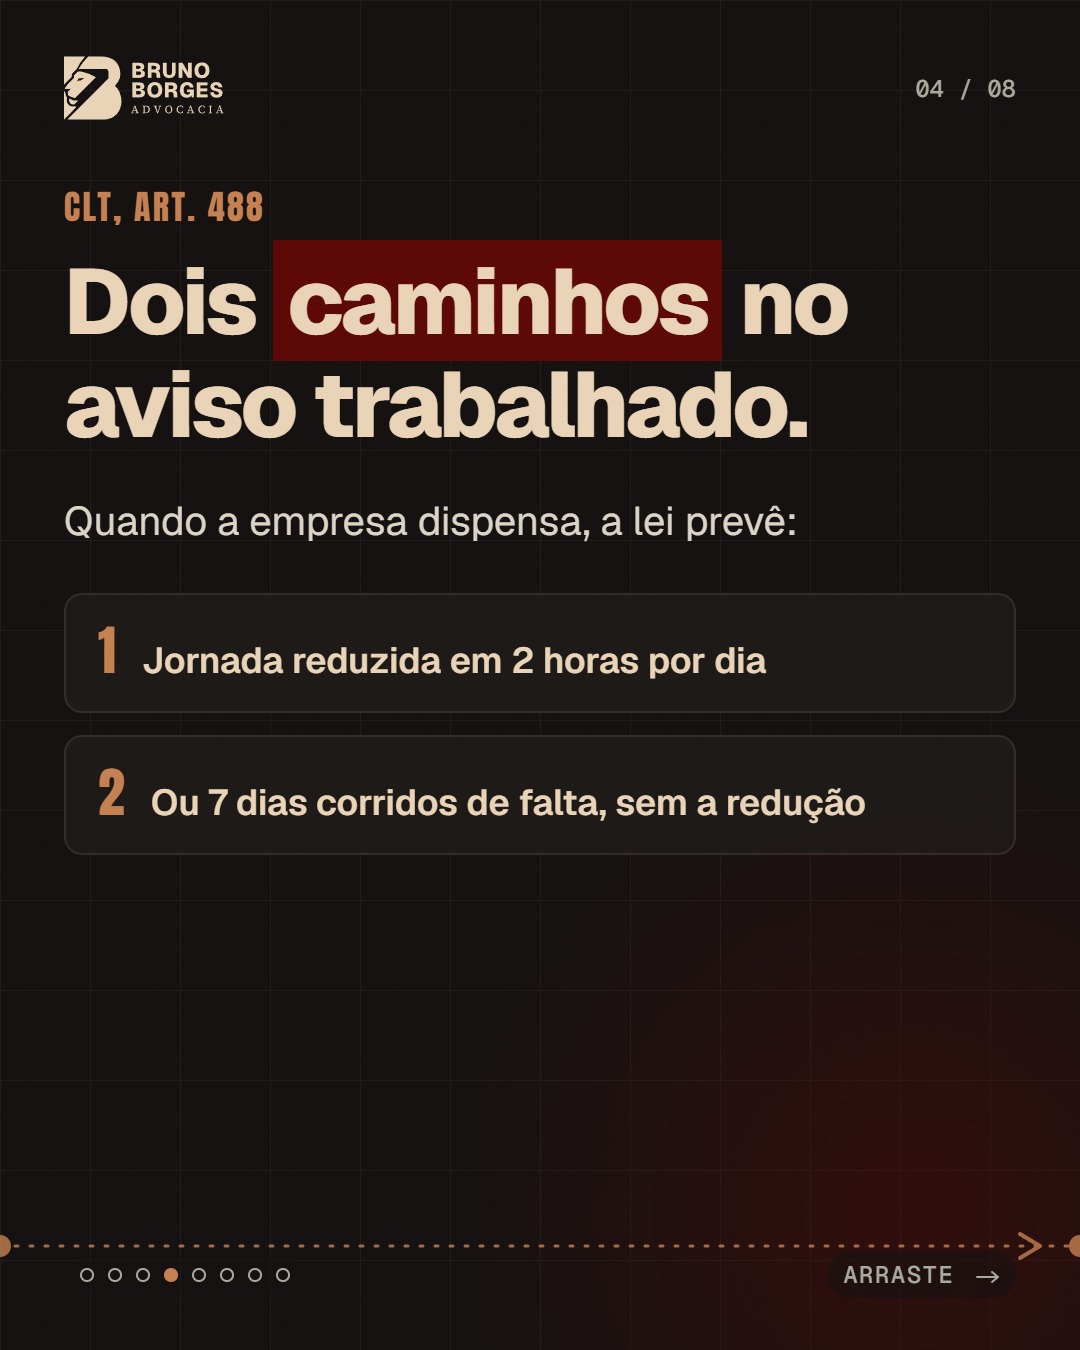 BRUNO
BORGES
ADVOCACIA
04 / 08
CLT, ART. 488
Dois caminhos no
aviso trabalhado.
Quando a empresa dispensa, a lei prevê:
1 Jornada reduzida em 2 horas por dia
2 Ou 7 dias corridos de falta, sem a redução
ARRASTE →